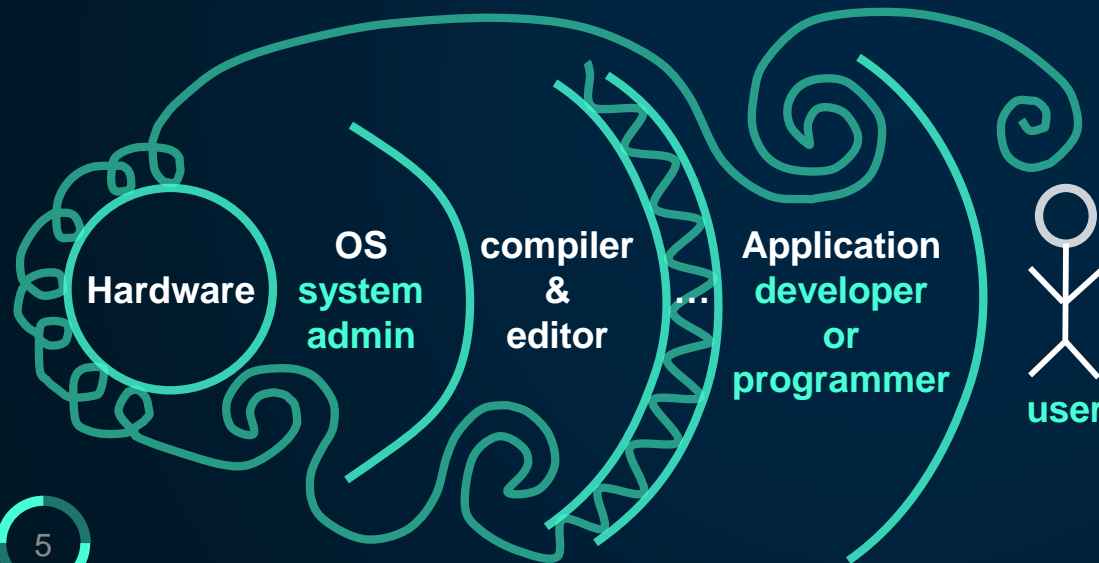 Hardware
OS
system
admin
compiler
&
editor
...
Application
developer
or
programmer
user
5